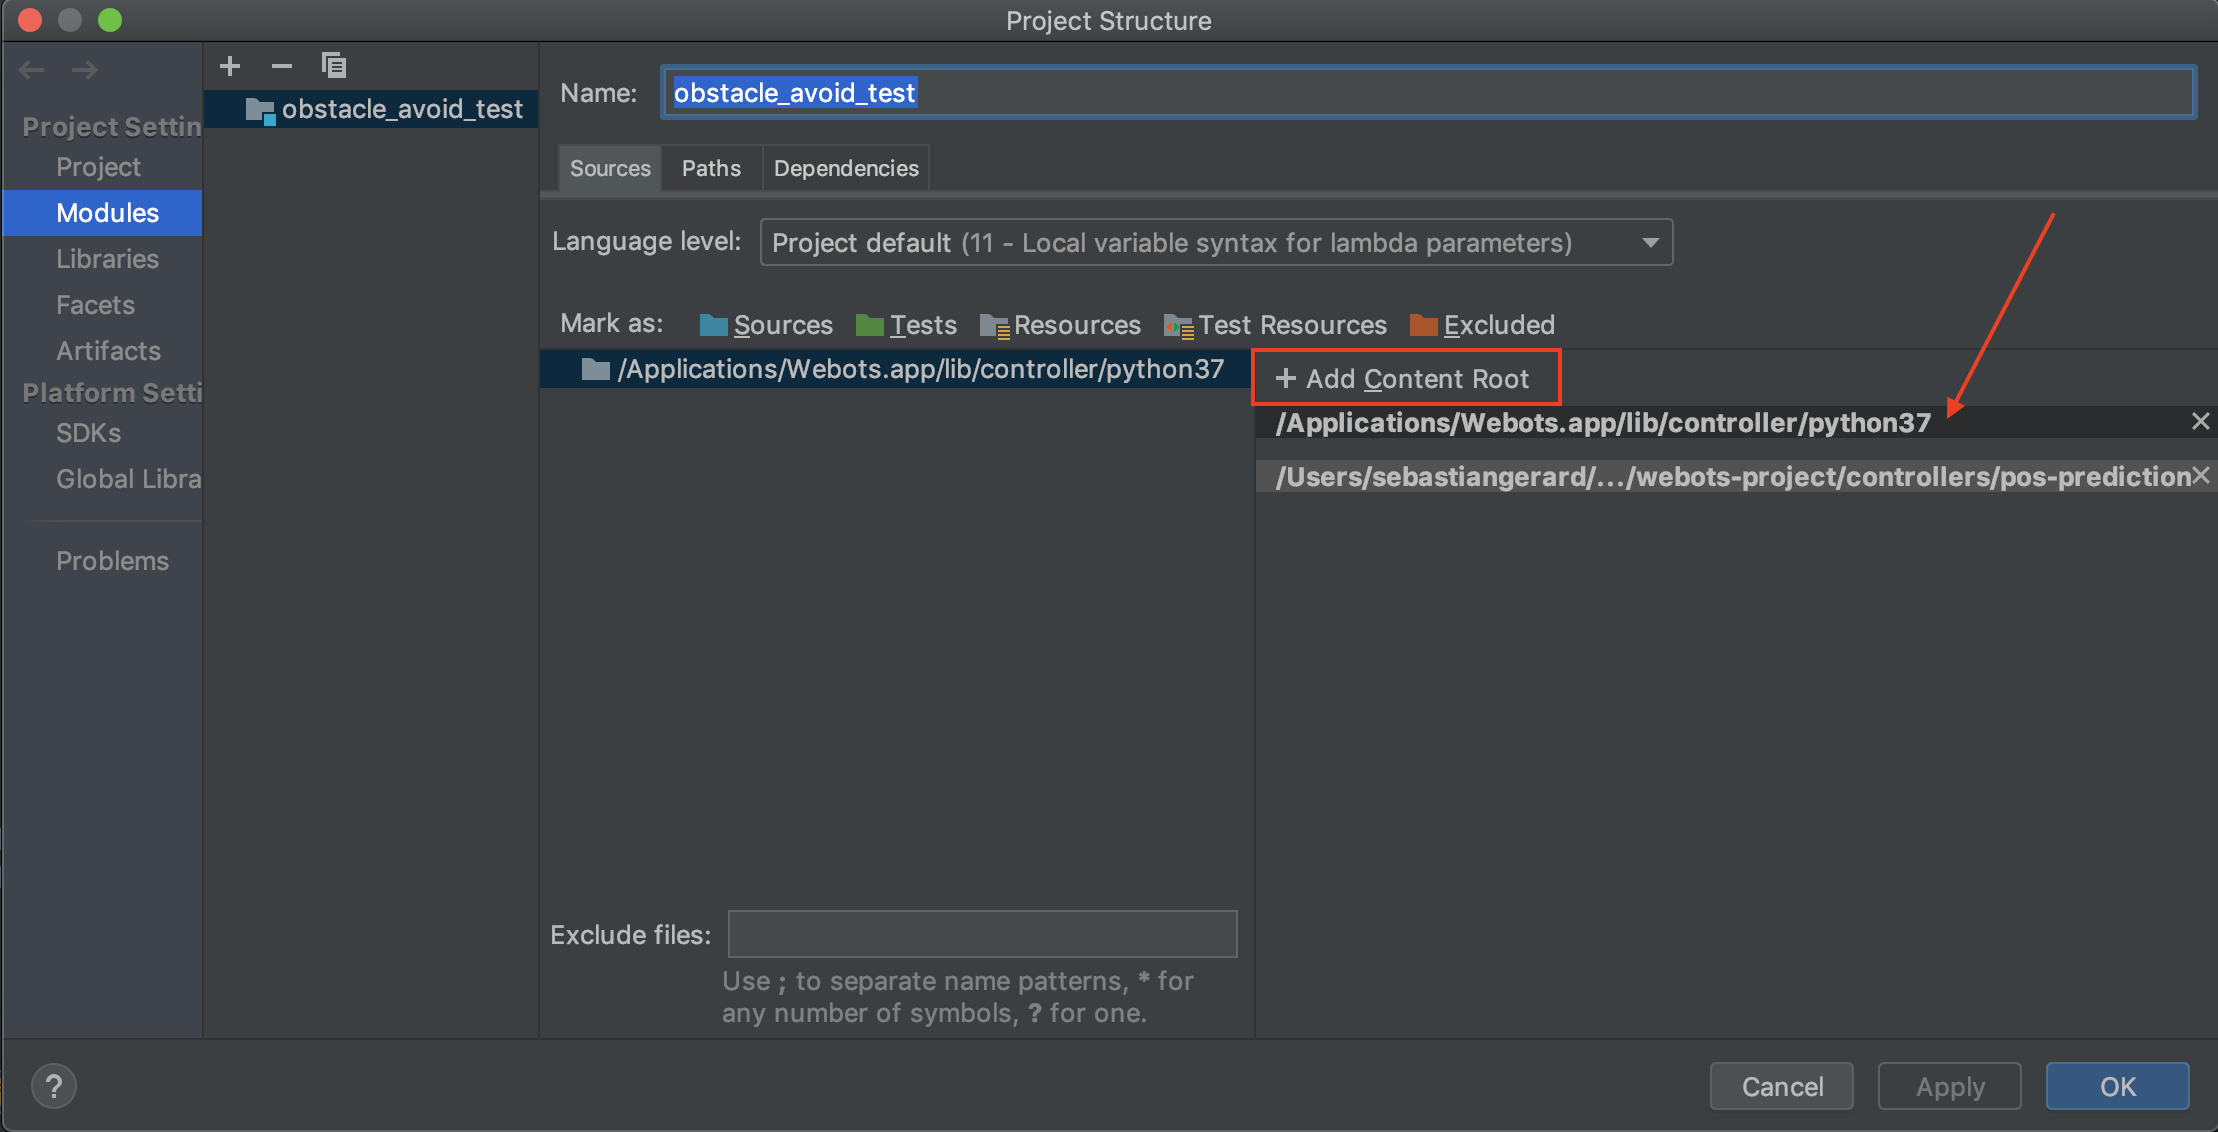 Project Structure
Project Settin
Project
Modules
Libraries
Facets
Artifacts
Platform Setti
SDKs
Global Libra
Problems
obstacle_avoid_test
Name: obstacle_avoid_test
Sources Paths Dependencies
Language level: Project default (11 - Local variable syntax for lambda parameters)
Mark as: Sources Tests Resources Test Resources Excluded
/Applications/Webots.app/lib/controller/python37
+ Add Content Root
/Applications/Webots.app/lib/controller/python37
/Users/sebastiangerard/.../webots-project/controllers/pos-prediction
Exclude files:
Use ; to separate name patterns, * for
any number of symbols, ? for one.
? Cancel Apply OK